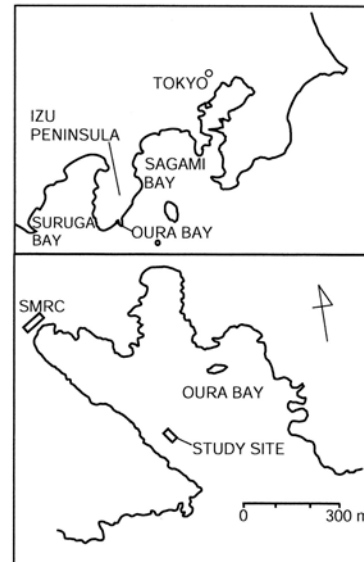 TOKYO
IZU
PENINSULA
SAGAMI
BAY
SURUGA
BAY
OURA BAY
SMRC
OURA BAY
STUDY SITE
0 300 m